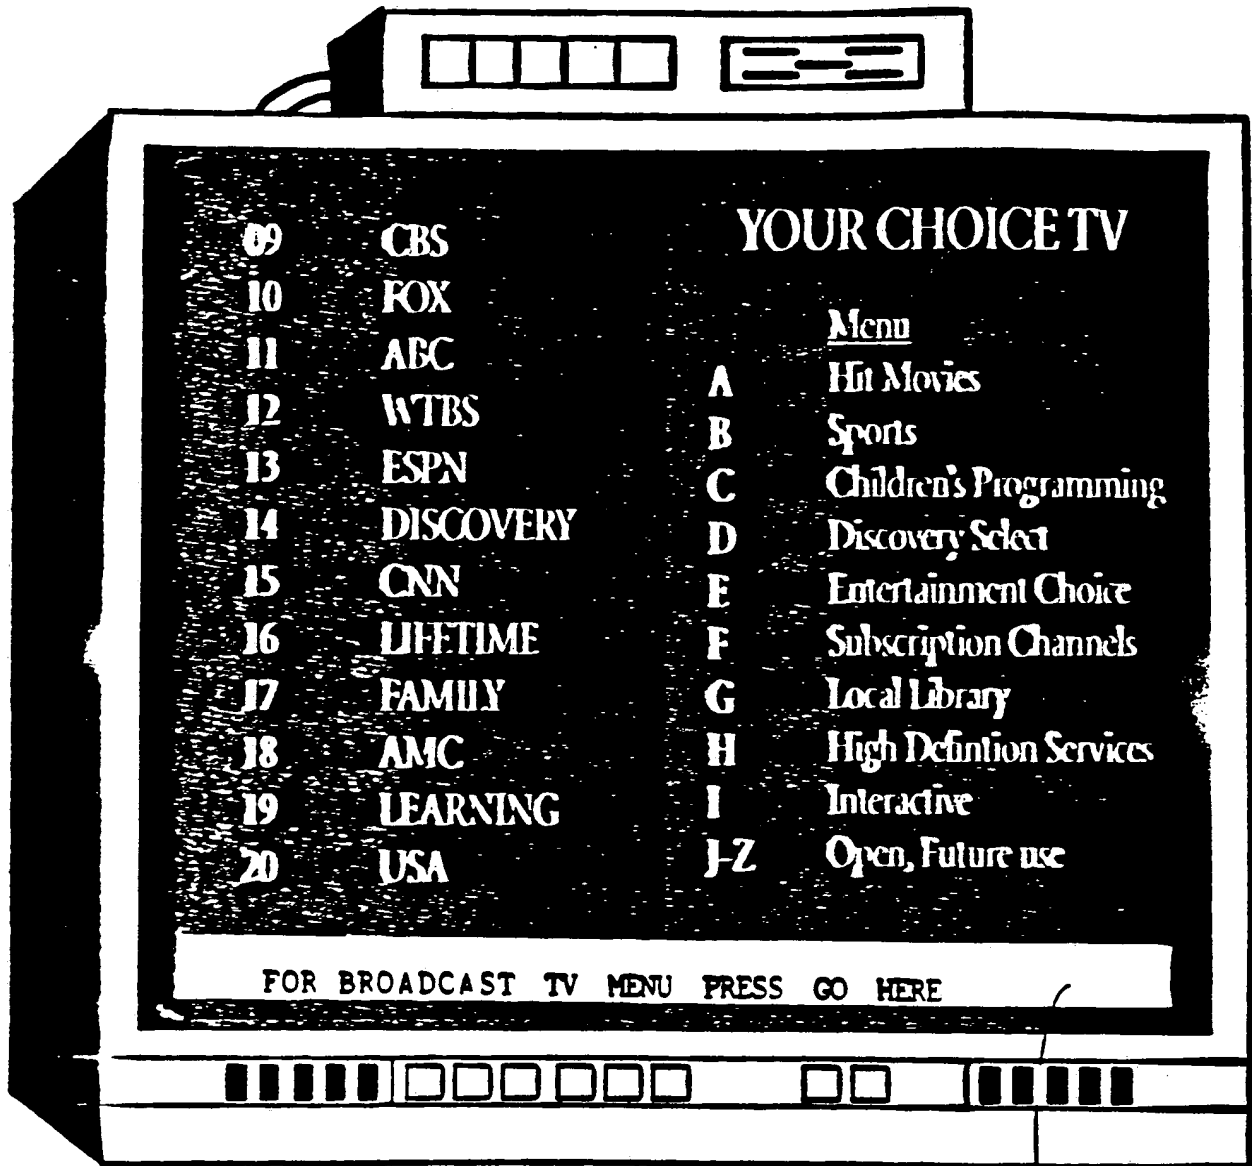 09 CBS
10 FOX
11 ABC
12 WTBS
13 ESPN
14 DISCOVERY
15 CNN
16 LIFETIME
17 FAMILY
18 AMC
19 LEARNING
20 USA
YOUR CHOICE TV
Menu
A Hit Movies
B Sports
C Children's Programming
D Discovery Select
E Entertainment Choice
F Subscription Channels
G Local Library
H High Defintion Services
I Interactive
J-Z Open, Future use
FOR BROADCAST TV MENU PRESS GO HERE